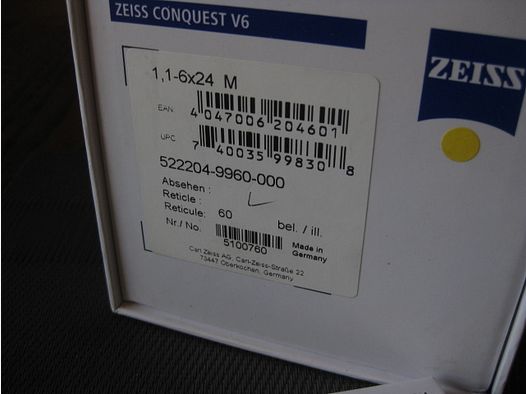 ZEISS CONQUEST V6
ZEISS
1,1-6x24 M
EAN
4 047006 204601
UPC
7 40035 99830 8
522204-9960-000
Absehen :
Reticle :
Reticule: 60 bel. / ill.
Nr./ No. 5100760 Made in Germany
Carl Zeiss AG, Carl-Zeiss-Straße 22
73447 Oberkochen, Germany